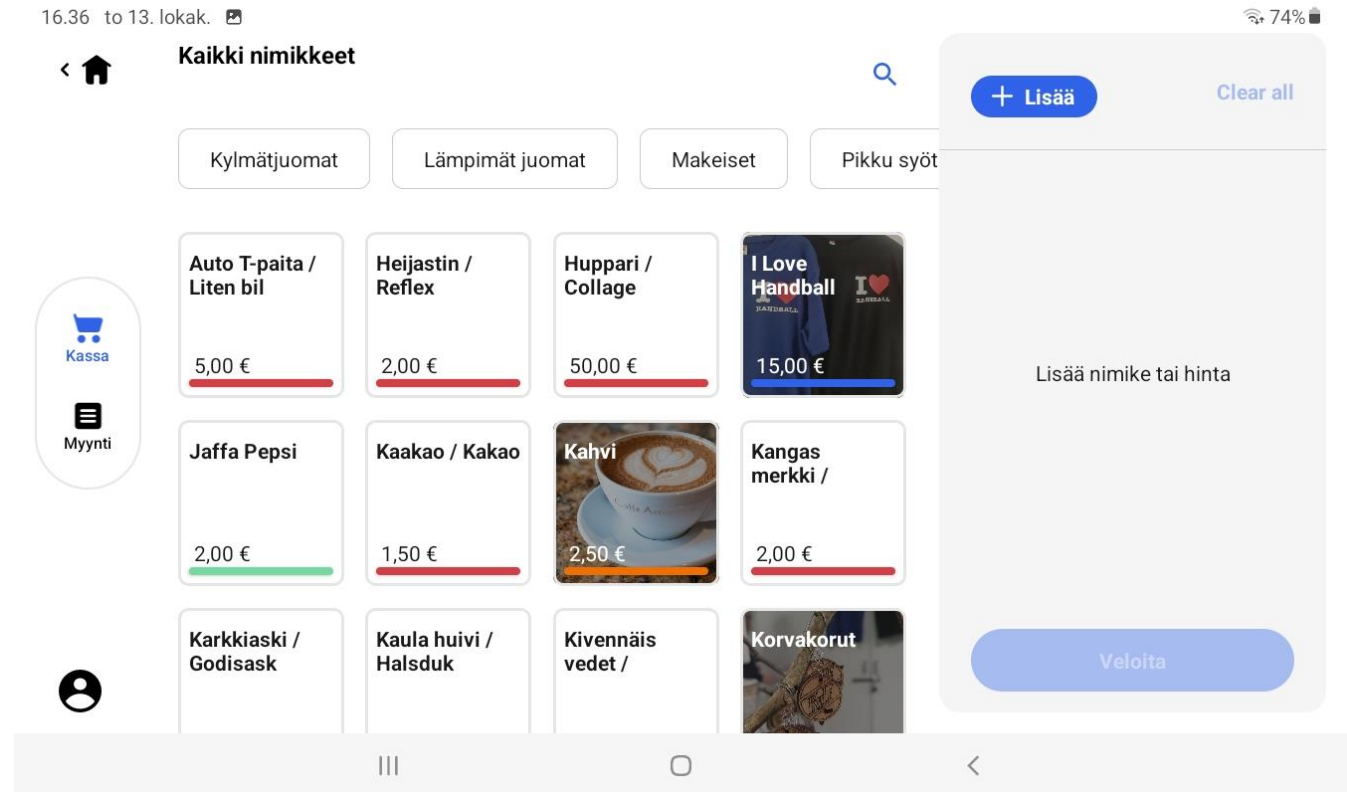 16.36 to 13. lokak.
74%
Kaikki nimikkeet
Kylmätjuomat
Lämpimät juomat
Makeiset
Pikku syöt
Auto T-paita /
Liten bil
5,00 €
Heijastin /
Reflex
2,00 €
Huppari /
Collage
50,00 €
I Love
Handball
I
HANDBALL
I
HANDBALL
15,00 €
Jaffa Pepsi
2,00 €
Kaakao / Kakao
1,50 €
Kahvi
2,50 €
Kangas
merkki /
2,00 €
Karkkiaski /
Godisask
Kaula huivi /
Halsduk
Kivennäis
vedet /
Korvakorut
Kassa
Myynti
+ Lisää
Clear all
Lisää nimike tai hinta
Veloita